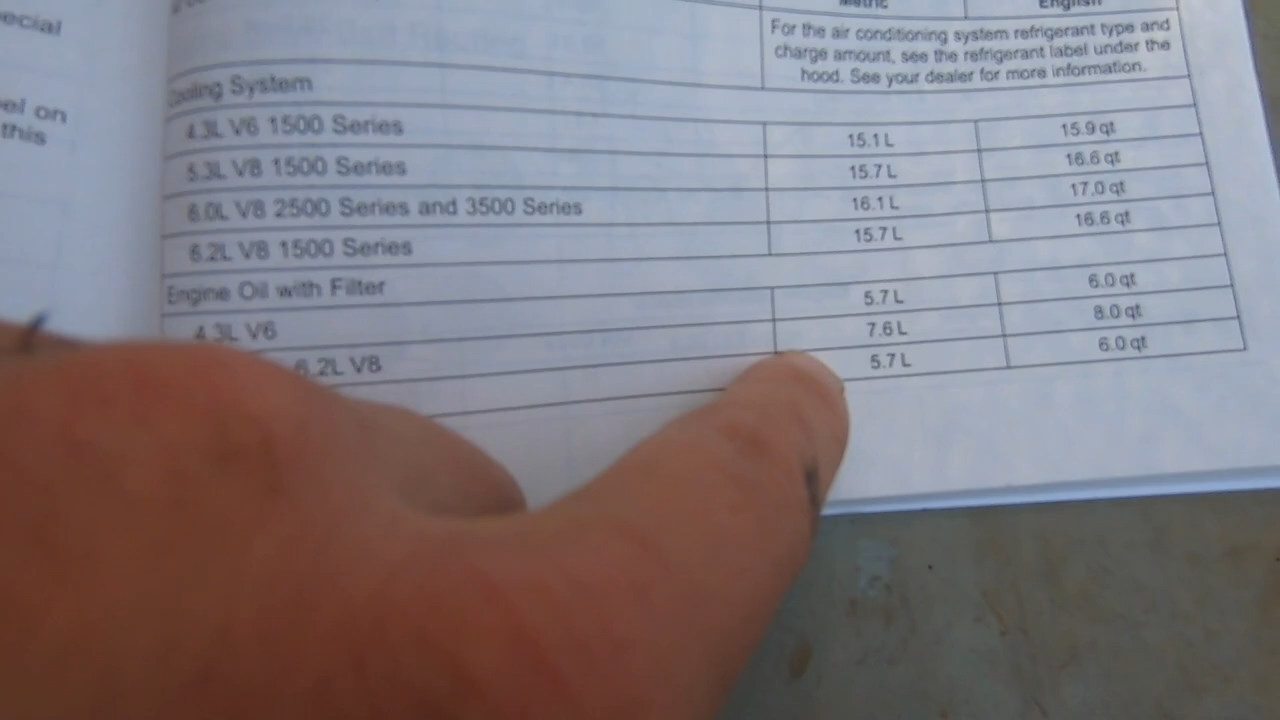 ecial
el on
this
Metric English
For the air conditioning system refrigerant type and
charge amount, see the refrigerant label under the
hood. See your dealer for more information.
Cooling System
4.3L V6 1500 Series 15.1 L 15.9 qt
5.3L V8 1500 Series 15.7 L 16.6 qt
6.0L V8 2500 Series and 3500 Series 16.1 L 17.0 qt
6.2L V8 1500 Series 15.7 L 16.6 qt
Engine Oil with Filter
4.3L V6 5.7 L 6.0 qt
6.2L V8 7.6 L 8.0 qt
5.7 L 6.0 qt